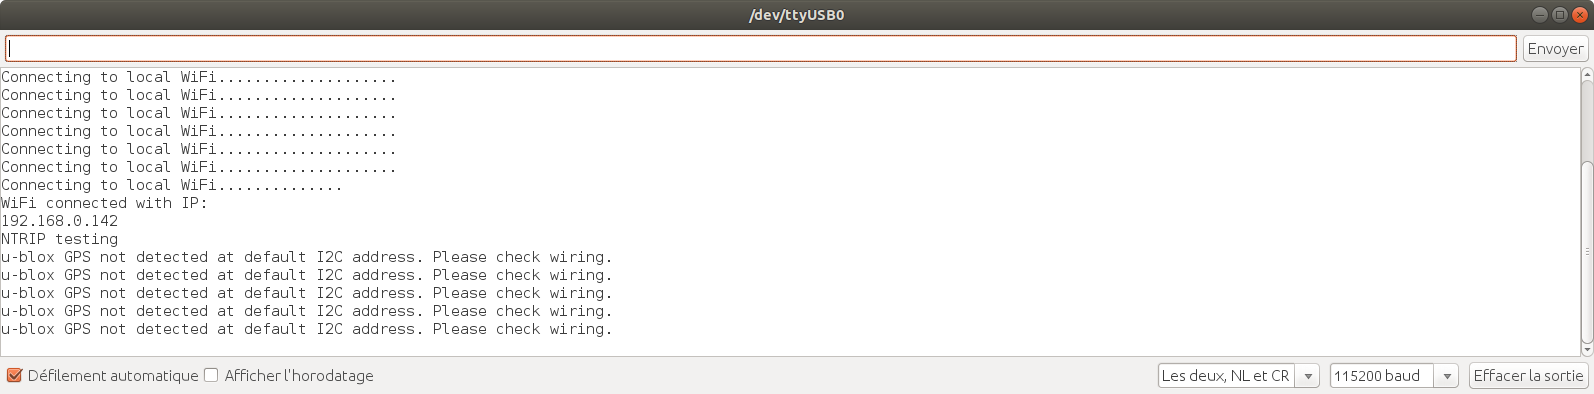 /dev/ttyUSB0
Envoyer
Connecting to local WiFi....................
Connecting to local WiFi....................
Connecting to local WiFi....................
Connecting to local WiFi....................
Connecting to local WiFi....................
Connecting to local WiFi....................
Connecting to local WiFi..............
WiFi connected with IP:
192.168.0.142
NTRIP testing
u-blox GPS not detected at default I2C address. Please check wiring.
u-blox GPS not detected at default I2C address. Please check wiring.
u-blox GPS not detected at default I2C address. Please check wiring.
u-blox GPS not detected at default I2C address. Please check wiring.
u-blox GPS not detected at default I2C address. Please check wiring.
Défilement automatique Afficher l'horodatage Les deux, NL et CR 115200 baud Effacer la sortie